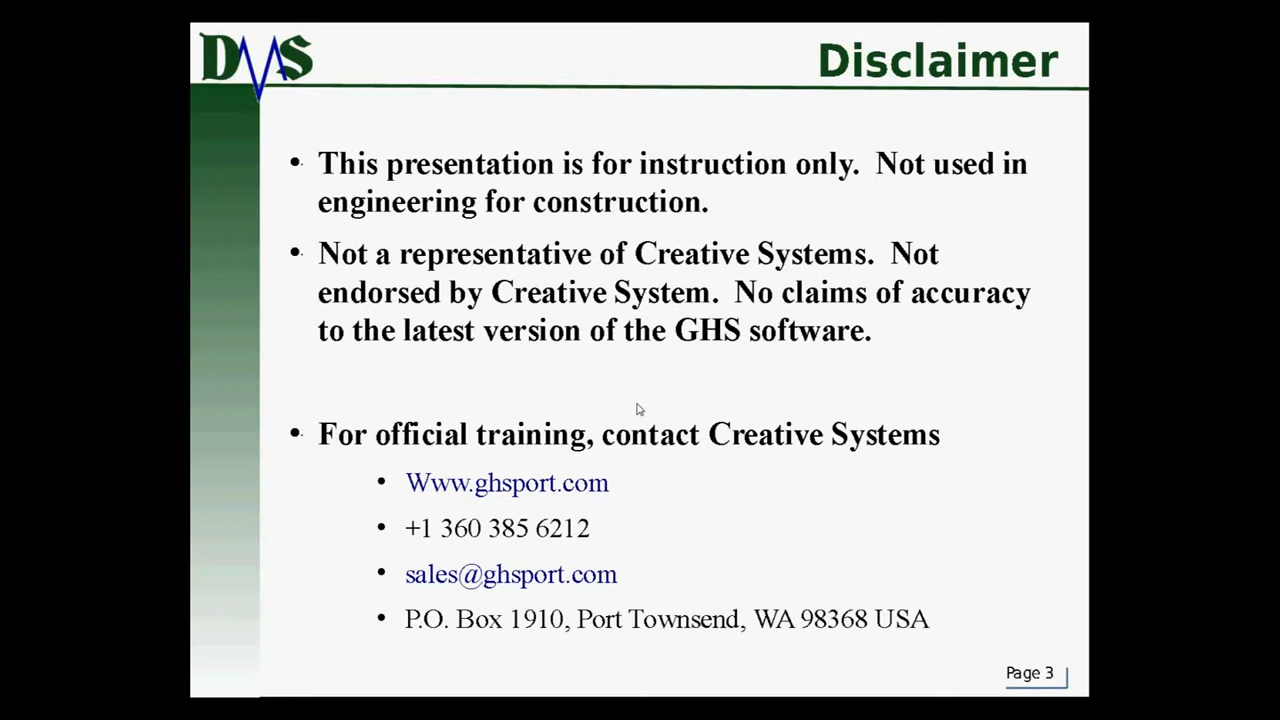 DMS
Disclaimer
• This presentation is for instruction only.  Not used in
engineering for construction.
• Not a representative of Creative Systems.  Not
endorsed by Creative System.  No claims of accuracy
to the latest version of the GHS software.
• For official training, contact Creative Systems
• Www.ghsport.com
• +1 360 385 6212
• sales@ghsport.com
• P.O. Box 1910, Port Townsend, WA 98368 USA
Page 3